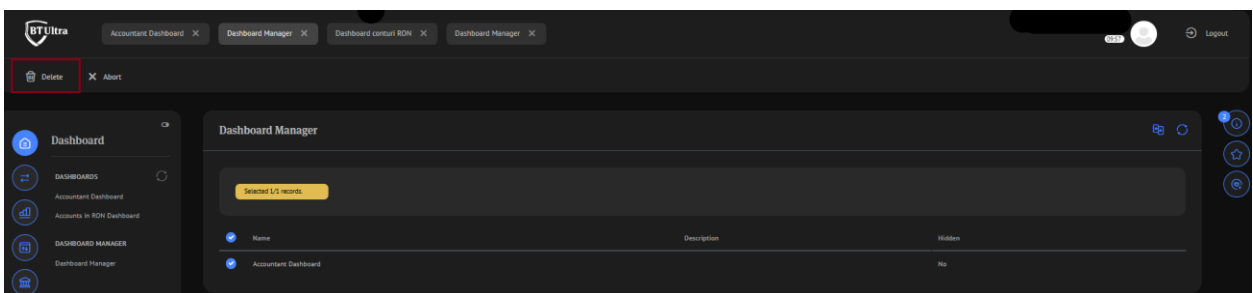 BT Ultra
Accountant Dashboard
Dashboard Manager
Dashboard conturi RON
Dashboard Manager
09:57
Logout
Delete
Abort
Dashboard
DASHBOARDS
Accountant Dashboard
Accounts in RON Dashboard
DASHBOARD MANAGER
Dashboard Manager
Dashboard Manager
Selected 1/1 records.
Name Description Hidden
Accountant Dashboard No
2